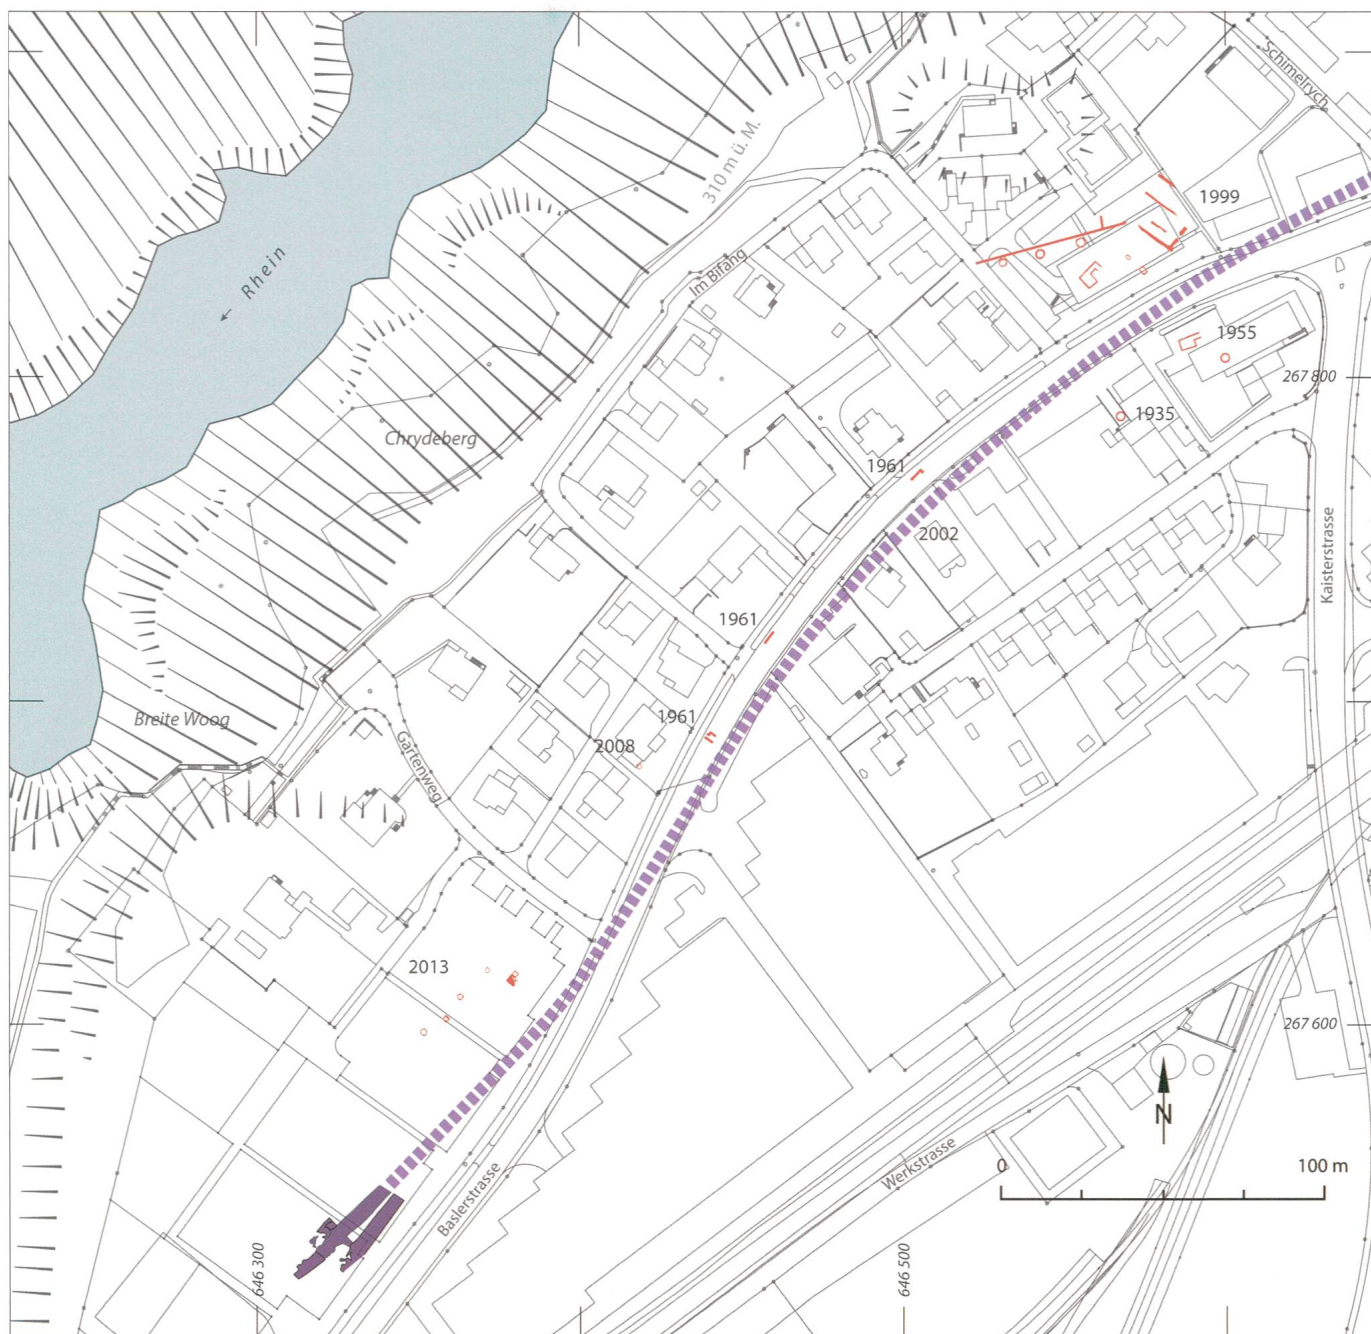 Schimelrych.
310 m ü. M.
1999
Rhein
Im Bifang
1955
267 800
1935
Chrydeberg
1961
2002
Kaisterstrasse
1961
Breite Woog
1961
2008
Gartenweg
2013
267 600
N
0
100 m
Werkstrasse
Baslerstrasse
646 300
646 500